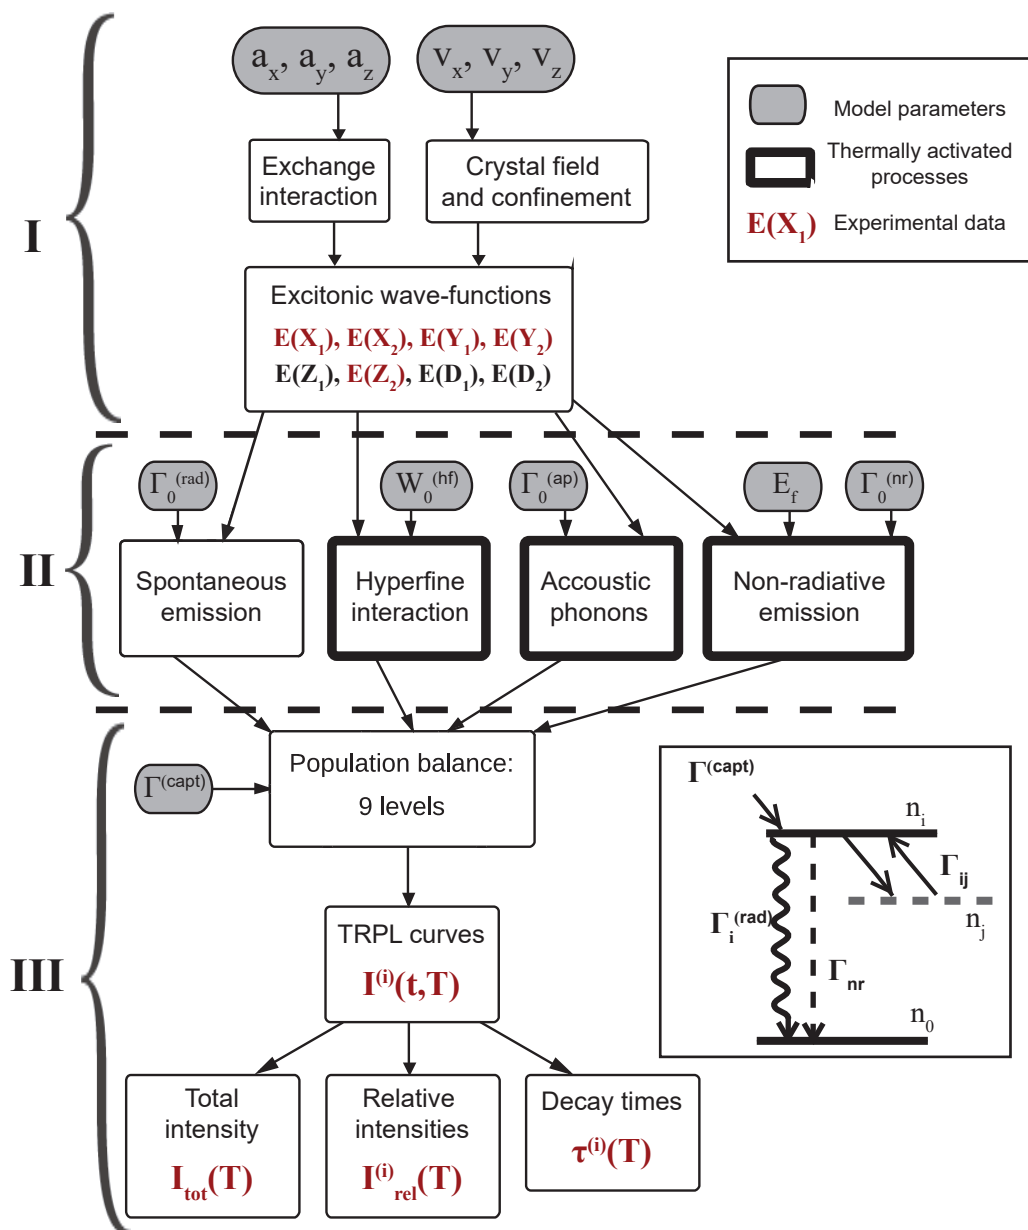 a_x, a_y, a_z
v_x, v_y, v_z
Model parameters
Thermally activated
processes
E(X_1)
Experimental data
Exchange
interaction
Crystal field
and confinement
I
Excitonic wave-functions
E(X_1), E(X_2), E(Y_1), E(Y_2)
E(Z_1), E(Z_2), E(D_1), E(D_2)
II
Γ_0^(rad)
W_0^(hf)
Γ_0^(ap)
E_f
Γ_0^(nr)
Spontaneous
emission
Hyperfine
interaction
Accoustic
phonons
Non-radiative
emission
III
Γ^(capt)
Population balance:
9 levels
TRPL curves
I^(i)(t,T)
Total
intensity
I_tot(T)
Relative
intensities
I^(i)_rel(T)
Decay times
τ^(i)(T)
Γ^(capt)
n_i
Γ_ij
n_j
Γ_i^(rad)
Γ_nr
n_0